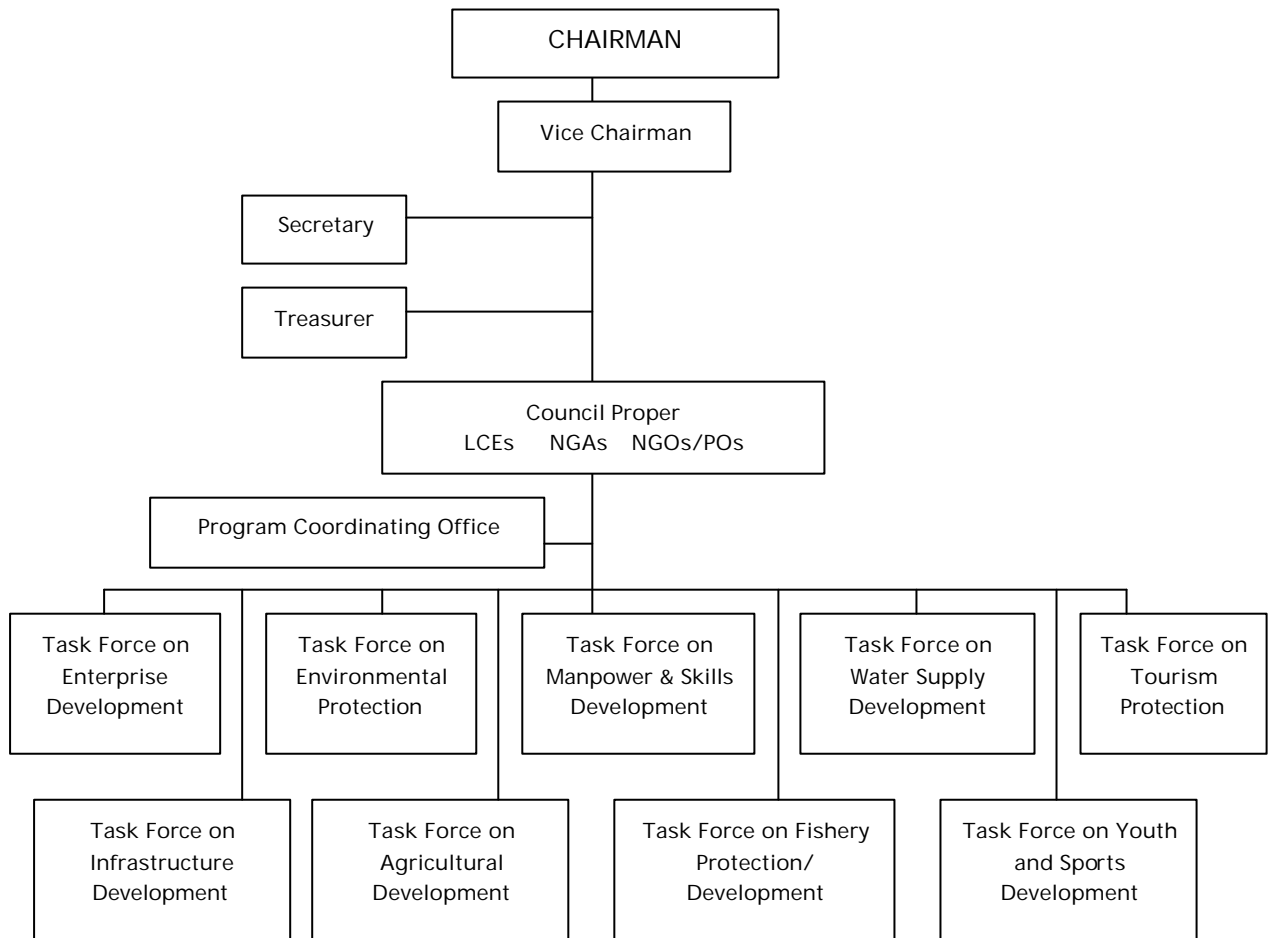 CHAIRMAN
Vice Chairman
Secretary
Treasurer
Council Proper
LCEs NGAs NGOs/POs
Program Coordinating Office
Task Force on
Enterprise
Development
Task Force on
Environmental
Protection
Task Force on
Manpower & Skills
Development
Task Force on
Water Supply
Development
Task Force on
Tourism
Protection
Task Force on
Infrastructure
Development
Task Force on
Agricultural
Development
Task Force on Fishery
Protection/
Development
Task Force on Youth
and Sports
Development